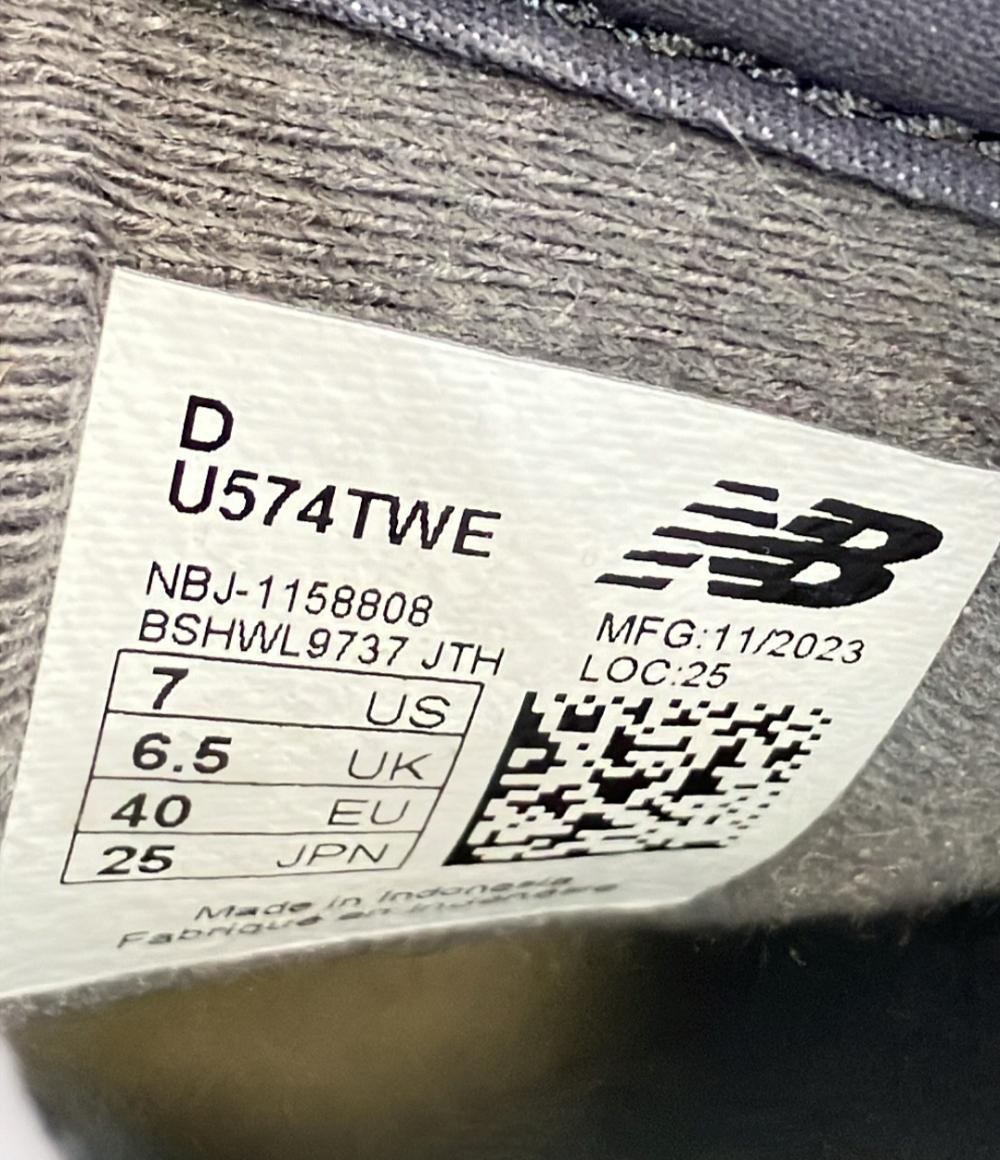 D
U574TWE
NBJ-1158808
BSHWL9737 JTH
7 US
6.5 UK
40 EU
25 JPN
NB
MFG:11/2023
LOC:25
Made in Indonesia
Fabriqué en Indonésie